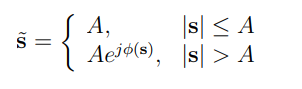 s̃ = { A, |s| ≤ A
Ae^{jϕ(s)}, |s| > A